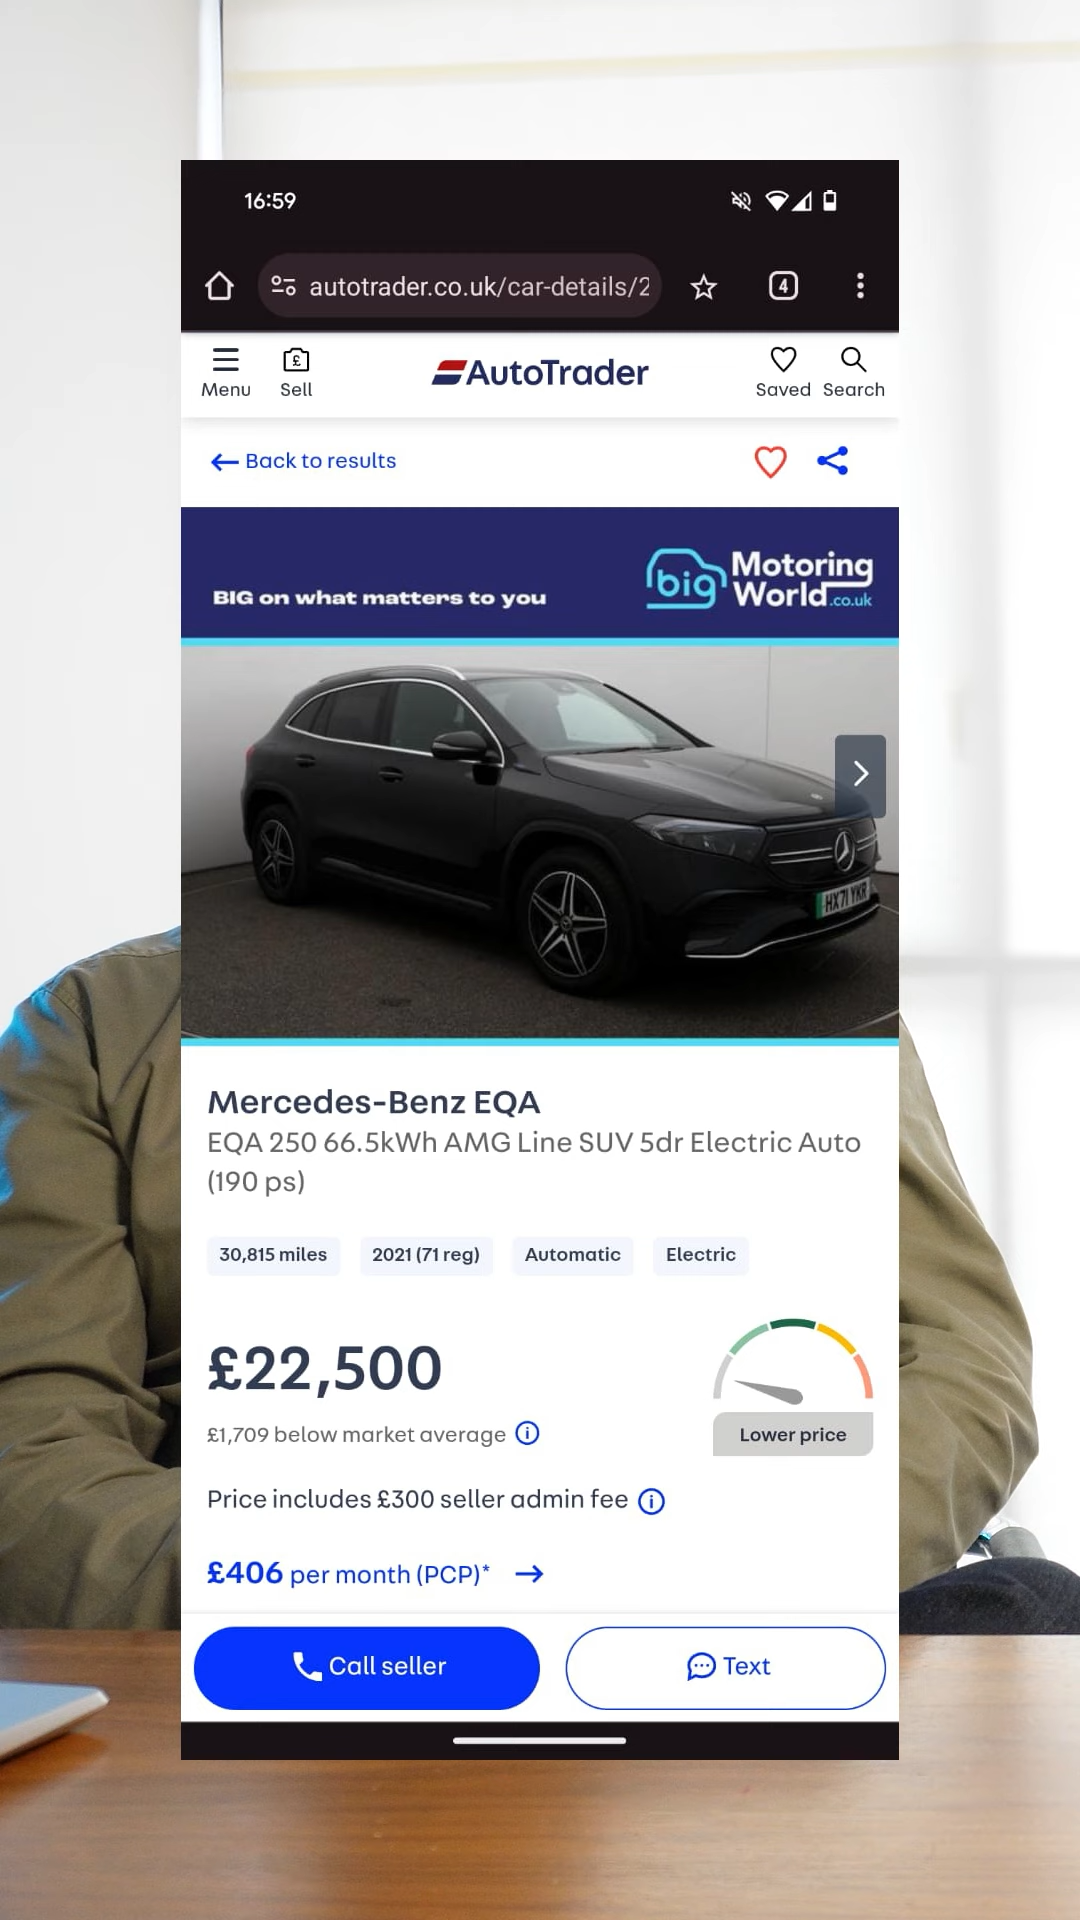 16:59
autotrader.co.uk/car-details/2
4
Menu
Sell
AutoTrader
Saved
Search
Back to results
BIG on what matters to you
big Motoring World.co.uk
HX71 YKR
Mercedes-Benz EQA
EQA 250 66.5kWh AMG Line SUV 5dr Electric Auto
(190 ps)
30,815 miles
2021 (71 reg)
Automatic
Electric
£22,500
£1,709 below market average
Lower price
Price includes £300 seller admin fee
£406 per month (PCP)*
Call seller
Text